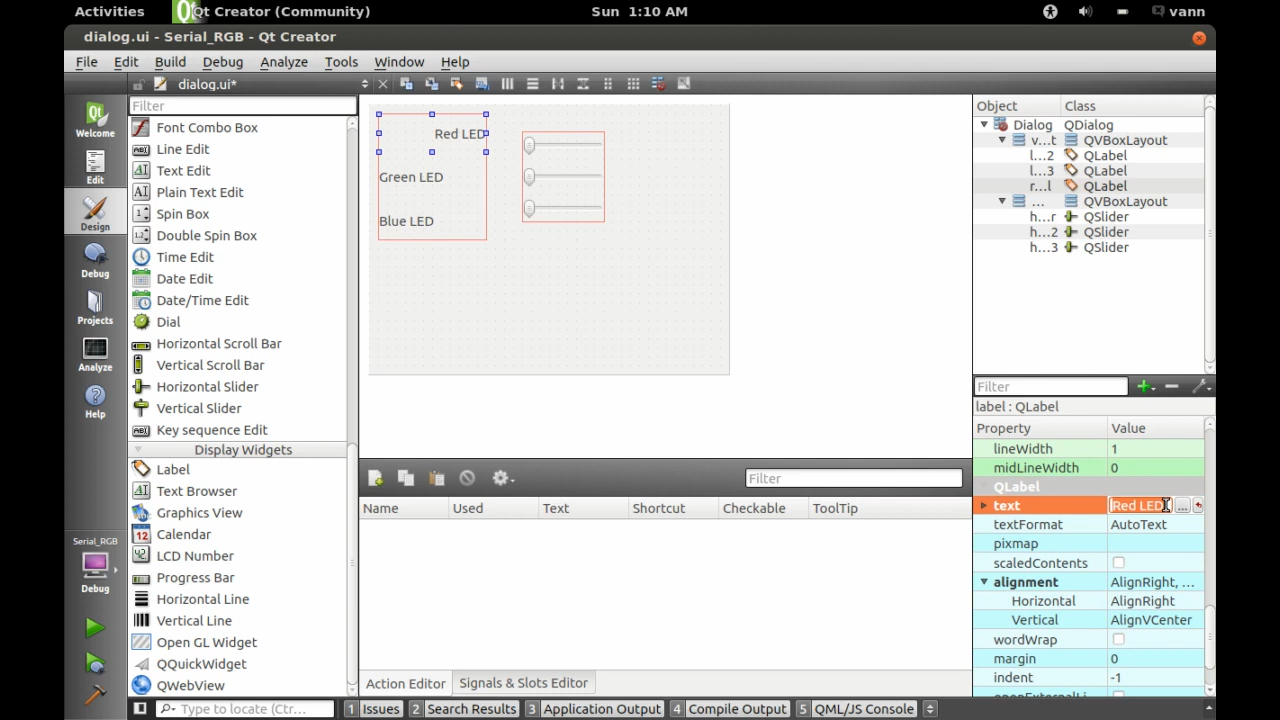 Activities Qt Creator (Community) Sun 1:10 AM vann
dialog.ui - Serial_RGB - Qt Creator
File Edit Build Debug Analyze Tools Window Help
dialog.ui*
Welcome
Edit
Design
Debug
Projects
Analyze
Help
Serial_RGB
Debug
Filter
Font Combo Box
Line Edit
Text Edit
Plain Text Edit
Spin Box
Double Spin Box
Time Edit
Date Edit
Date/Time Edit
Dial
Horizontal Scroll Bar
Vertical Scroll Bar
Horizontal Slider
Vertical Slider
Key sequence Edit
Display Widgets
Label
Text Browser
Graphics View
Calendar
LCD Number
Progress Bar
Horizontal Line
Vertical Line
Open GL Widget
QQuickWidget
QWebView
Red LED
Green LED
Blue LED
Filter
Name Used Text Shortcut Checkable ToolTip
Action Editor Signals & Slots Editor
Object Class
Dialog QDialog
v...t QVBoxLayout
l...2 QLabel
l...3 QLabel
r...l QLabel
... QVBoxLayout
h...r QSlider
h...2 QSlider
h...3 QSlider
Filter
label : QLabel
Property Value
lineWidth 1
midLineWidth 0
QLabel
text Red LED ...
textFormat AutoText
pixmap
scaledContents
alignment AlignRight, ...
Horizontal AlignRight
Vertical AlignVCenter
wordWrap
margin 0
indent -1
Type to locate (Ctr... 1 Issues 2 Search Results 3 Application Output 4 Compile Output 5 QML/JS Console